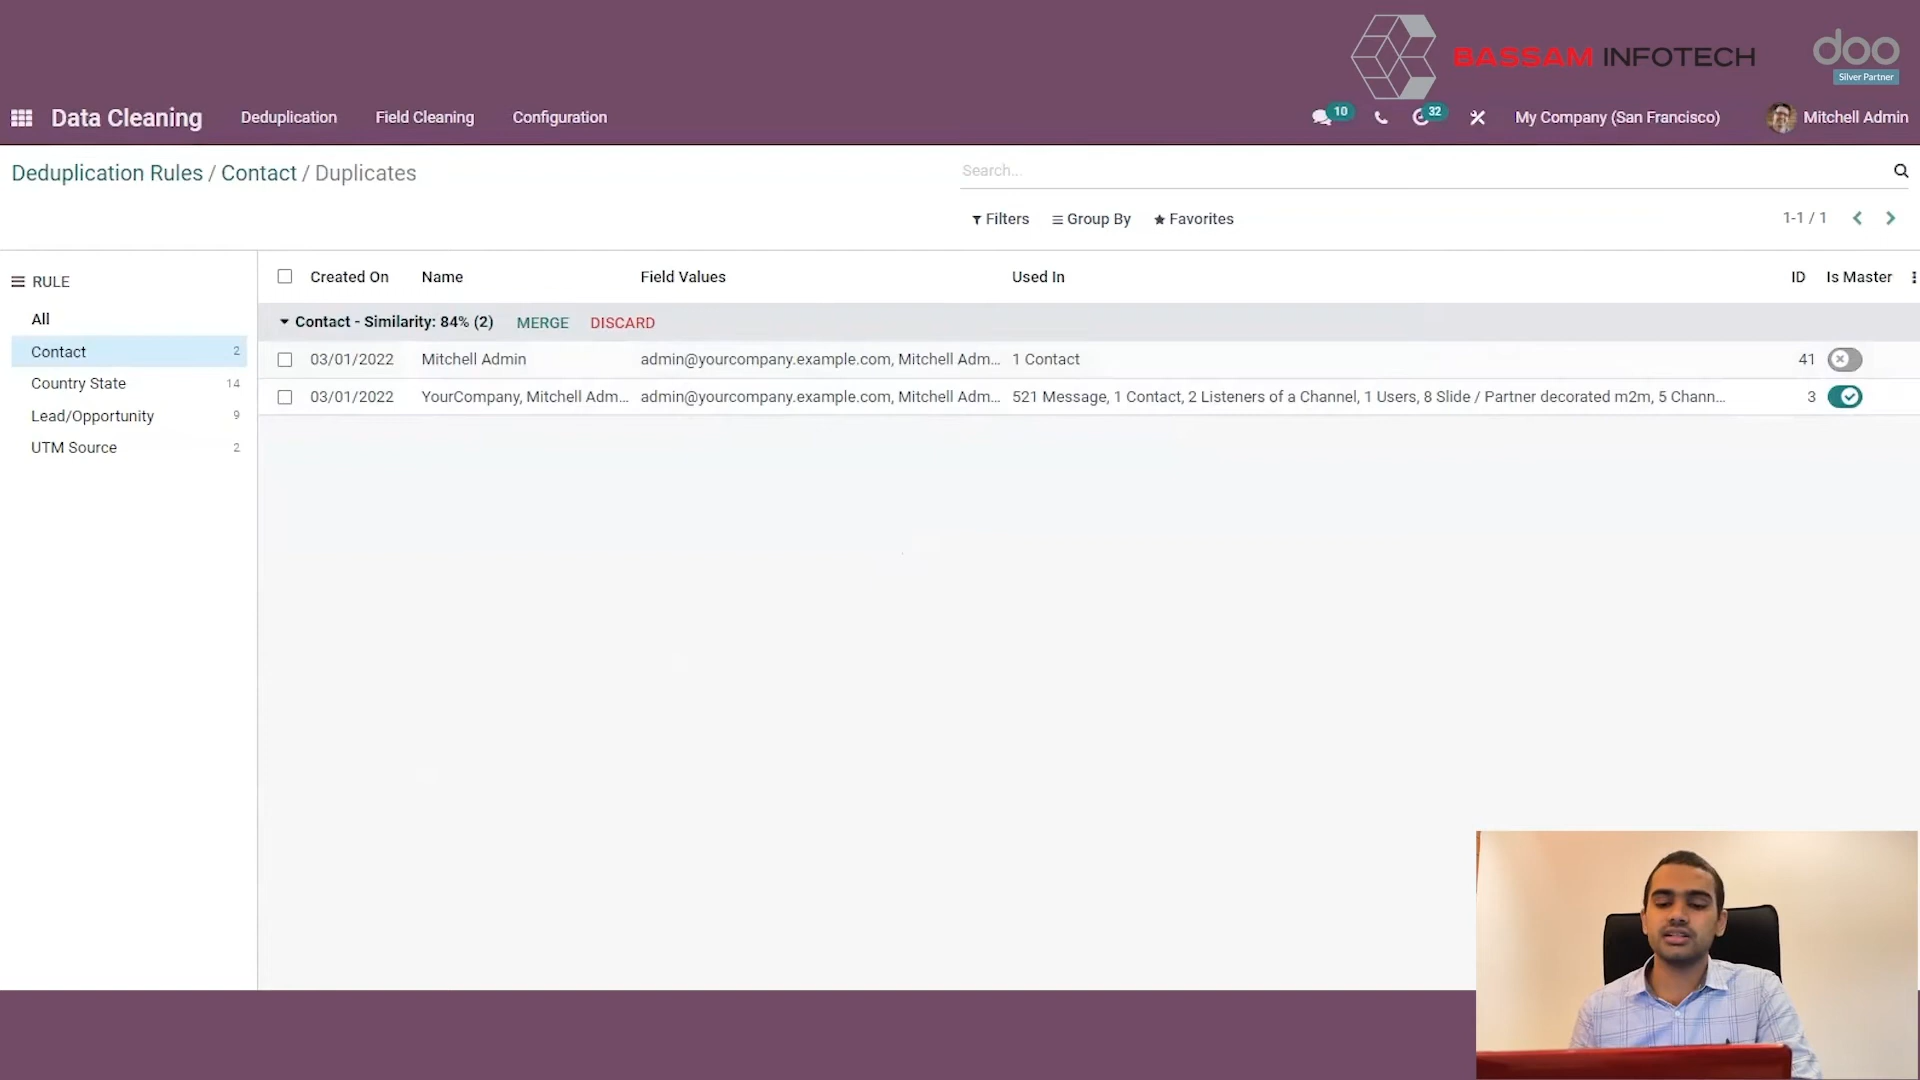 BASSAM INFOTECH
doo
Silver Partner
Data Cleaning
Deduplication
Field Cleaning
Configuration
10
32
My Company (San Francisco)
Mitchell Admin
Deduplication Rules / Contact / Duplicates
Search...
Filters
Group By
Favorites
1-1 / 1
RULE
All
Contact 2
Country State 14
Lead/Opportunity 9
UTM Source 2
Created On Name Field Values Used In ID Is Master
Contact - Similarity: 84% (2) MERGE DISCARD
03/01/2022 Mitchell Admin admin@yourcompany.example.com, Mitchell Adm... 1 Contact 41
03/01/2022 YourCompany, Mitchell Adm... admin@yourcompany.example.com, Mitchell Adm... 521 Message, 1 Contact, 2 Listeners of a Channel, 1 Users, 8 Slide / Partner decorated m2m, 5 Chann... 3